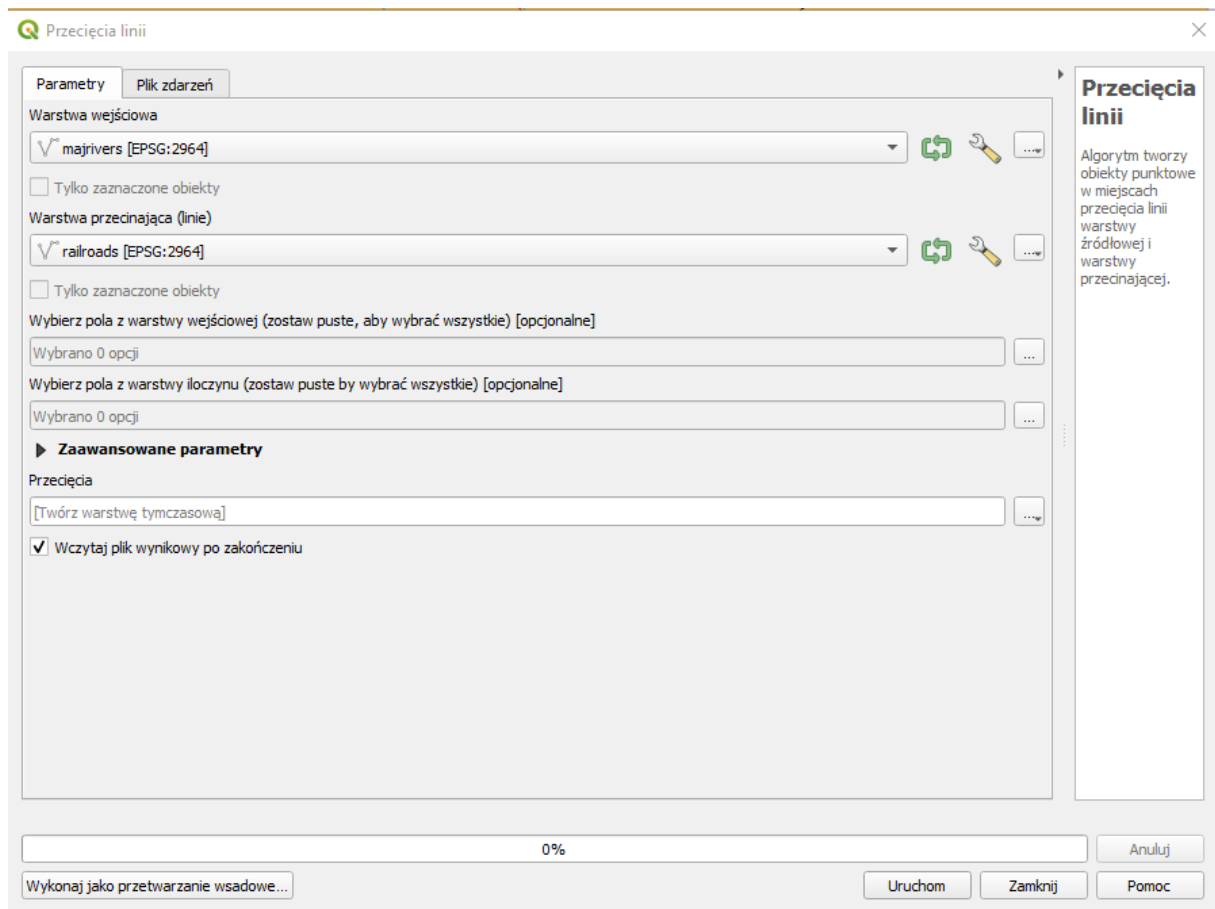 Przecięcia linii
Parametry
Plik zdarzeń
Warstwa wejściowa
majrivers [EPSG:2964]
...
Tylko zaznaczone obiekty
Warstwa przecinająca (linie)
railroads [EPSG:2964]
...
Tylko zaznaczone obiekty
Wybierz pola z warstwy wejściowej (zostaw puste, aby wybrać wszystkie) [opcjonalne]
Wybrano 0 opcji
...
Wybierz pola z warstwy iloczynu (zostaw puste by wybrać wszystkie) [opcjonalne]
Wybrano 0 opcji
...
Zaawansowane parametry
Przecięcia
[Twórz warstwę tymczasową]
...
Wczytaj plik wynikowy po zakończeniu
Przecięcia
linii
Algorytm tworzy
obiekty punktowe
w miejscach
przecięcia linii
warstwy
źródłowej i
warstwy
przecinającej.
0%
Anuluj
Wykonaj jako przetwarzanie wsadowe...
Uruchom
Zamknij
Pomoc